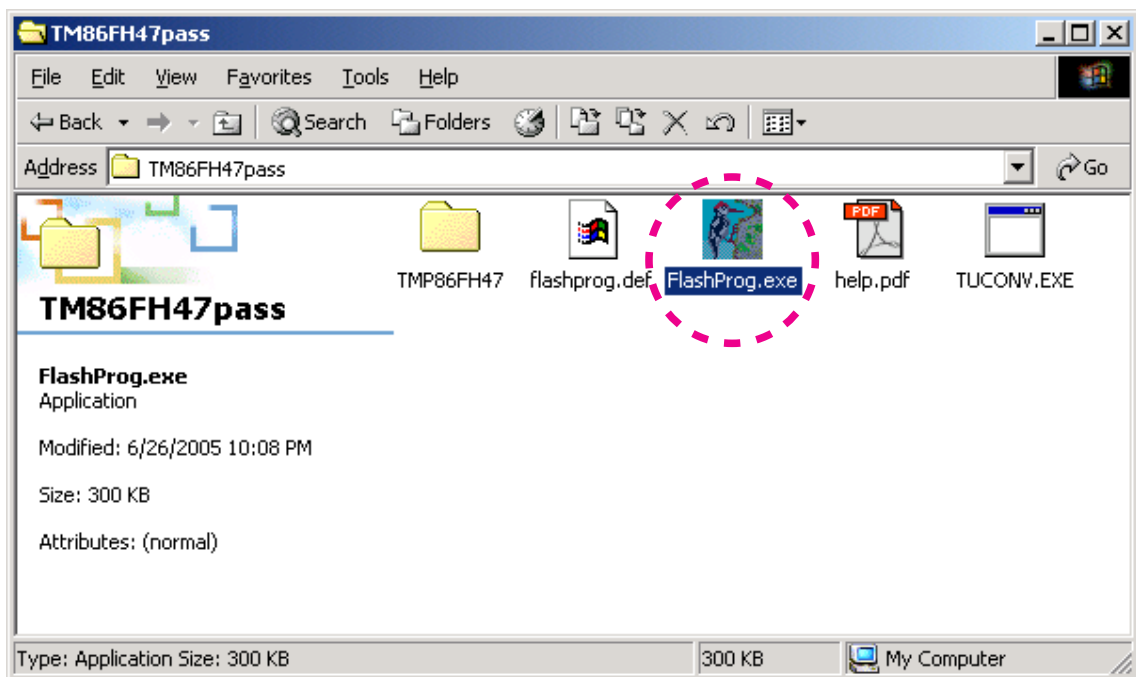 TM86FH47pass
File Edit View Favorites Tools Help
Back Search Folders
Address TM86FH47pass Go
PDF
TMP86FH47 flashprog.def FlashProg.exe help.pdf TUCONV.EXE
TM86FH47pass
FlashProg.exe
Application
Modified: 6/26/2005 10:08 PM
Size: 300 KB
Attributes: (normal)
Type: Application Size: 300 KB 300 KB My Computer